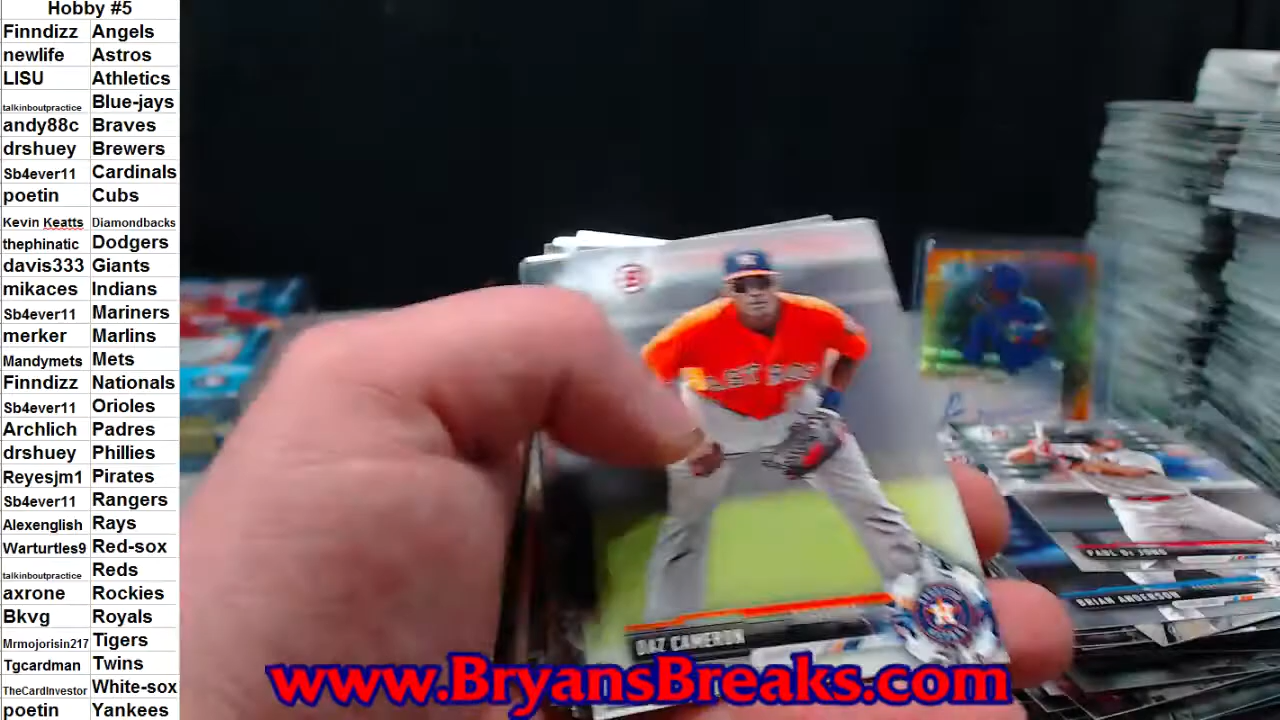 Hobby #5
Finndizz Angels
newlife Astros
LISU Athletics
talkinboutpractice Blue-jays
andy88c Braves
drshuey Brewers
Sb4ever11 Cardinals
poetin Cubs
Kevin Keatts Diamondbacks
thephinatic Dodgers
davis333 Giants
mikaces Indians
Sb4ever11 Mariners
merker Marlins
Mandymets Mets
Finndizz Nationals
Sb4ever11 Orioles
Archlich Padres
drshuey Phillies
Reyesjm1 Pirates
Sb4ever11 Rangers
Alexenglish Rays
Warturtles9 Red-sox
talkinboutpractice Reds
axrone Rockies
Bkvg Royals
Mrmojorisin217 Tigers
Tgcardman Twins
TheCardInvestor White-sox
poetin Yankees
ASTROS
DAZ CAMERON
PAUL DEJONG
BRIAN ANDERSON
www.BryansBreaks.com